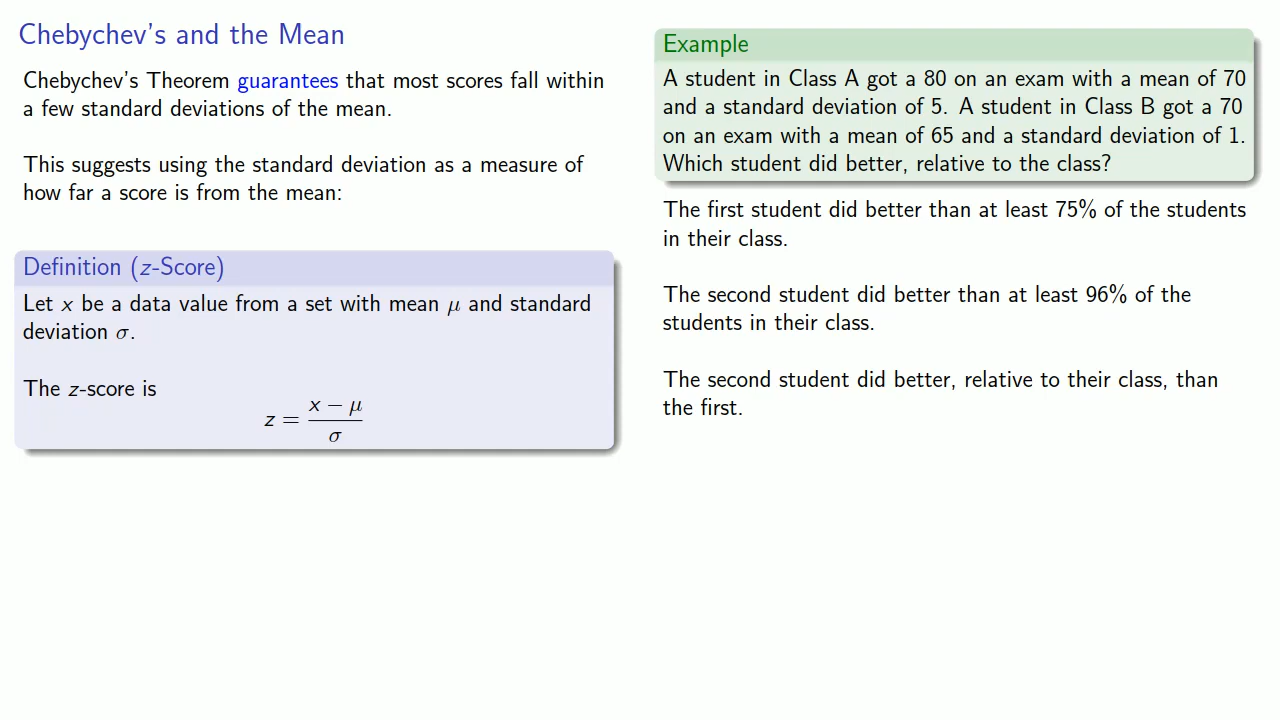 Chebychev's and the Mean
Chebychev's Theorem guarantees that most scores fall within
a few standard deviations of the mean.
This suggests using the standard deviation as a measure of
how far a score is from the mean:
Definition (z-Score)
Let x be a data value from a set with mean μ and standard
deviation σ.
The z-score is
z = (x − μ) / σ
Example
A student in Class A got a 80 on an exam with a mean of 70
and a standard deviation of 5. A student in Class B got a 70
on an exam with a mean of 65 and a standard deviation of 1.
Which student did better, relative to the class?
The first student did better than at least 75% of the students
in their class.
The second student did better than at least 96% of the
students in their class.
The second student did better, relative to their class, than
the first.